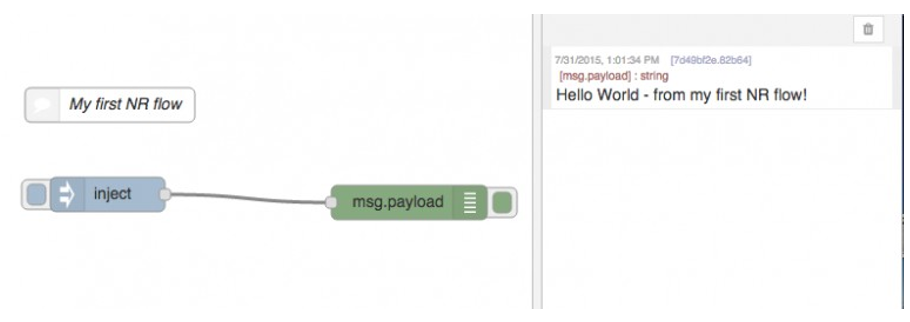 My first NR flow
inject
msg.payload
7/31/2015, 1:01:34 PM [7d49bf2e.82b64]
[msg.payload] : string
Hello World - from my first NR flow!